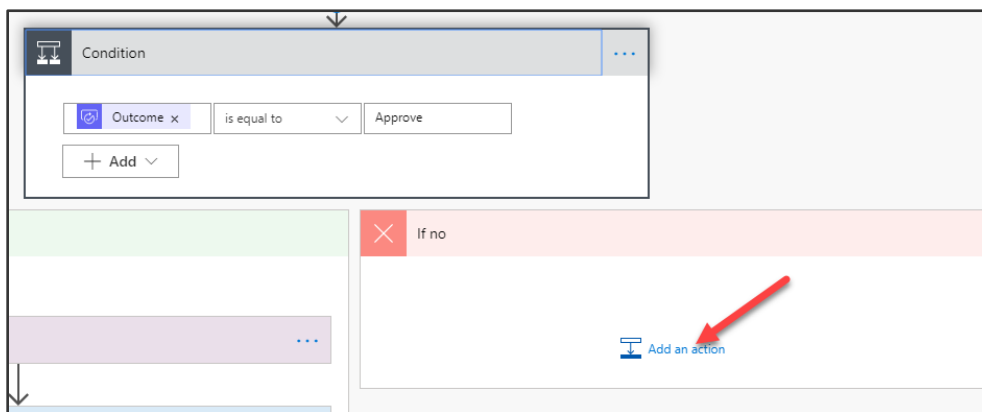 Condition
Outcome x is equal to Approve
+ Add
If no
Add an action